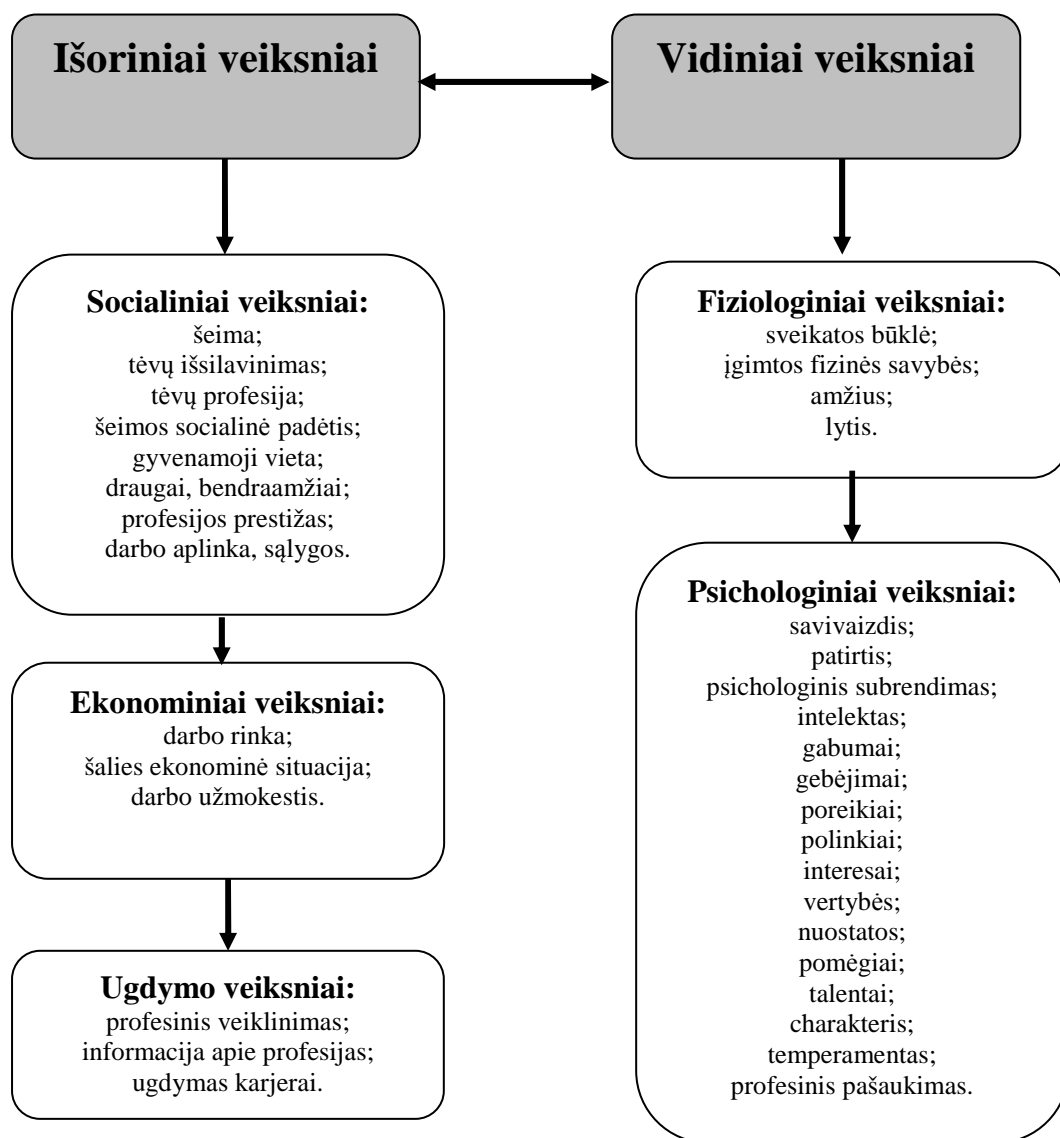 Išoriniai veiksniai
Vidiniai veiksniai
Socialiniai veiksniai:
šeima;
tėvų išsilavinimas;
tėvų profesija;
šeimos socialinė padėtis;
gyvenamoji vieta;
draugai, bendraamžiai;
profesijos prestižas;
darbo aplinka, sąlygos.
Ekonominiai veiksniai:
darbo rinka;
šalies ekonominė situacija;
darbo užmokestis.
Ugdymo veiksniai:
profesinis veiklinimas;
informacija apie profesijas;
ugdymas karjerai.
Fiziologiniai veiksniai:
sveikatos būklė;
įgimtos fizinės savybės;
amžius;
lytis.
Psichologiniai veiksniai:
savivaizdis;
patirtis;
psichologinis subrendimas;
intelektas;
gabumai;
gebėjimai;
poreikiai;
polinkiai;
interesai;
vertybės;
nuostatos;
pomėgiai;
talentai;
charakteris;
temperamentas;
profesinis pašaukimas.